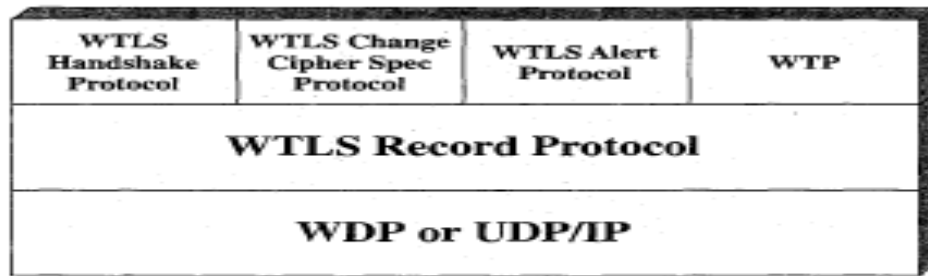 WTLS
Handshake
Protocol
WTLS Change
Cipher Spec
Protocol
WTLS Alert
Protocol
WTP
WTLS Record Protocol
WDP or UDP/IP